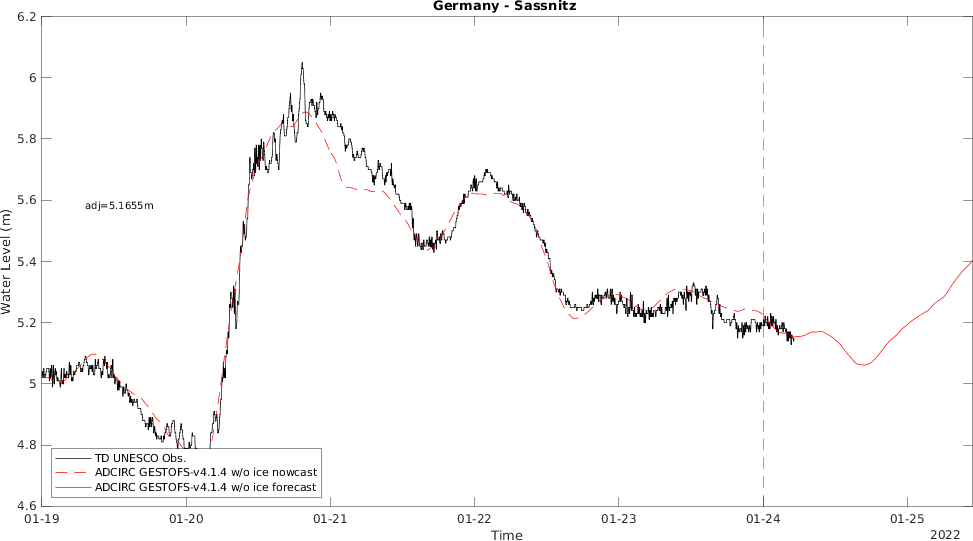 Germany - Sassnitz
6.2
6
5.8
5.6
5.4
5.2
5
4.8
4.6
Water Level (m)
adj=5.1655m
TD UNESCO Obs.
ADCIRC GESTOFS-v4.1.4 w/o ice nowcast
ADCIRC GESTOFS-v4.1.4 w/o ice forecast
01-19
01-20
01-21
01-22
01-23
01-24
01-25
Time
2022